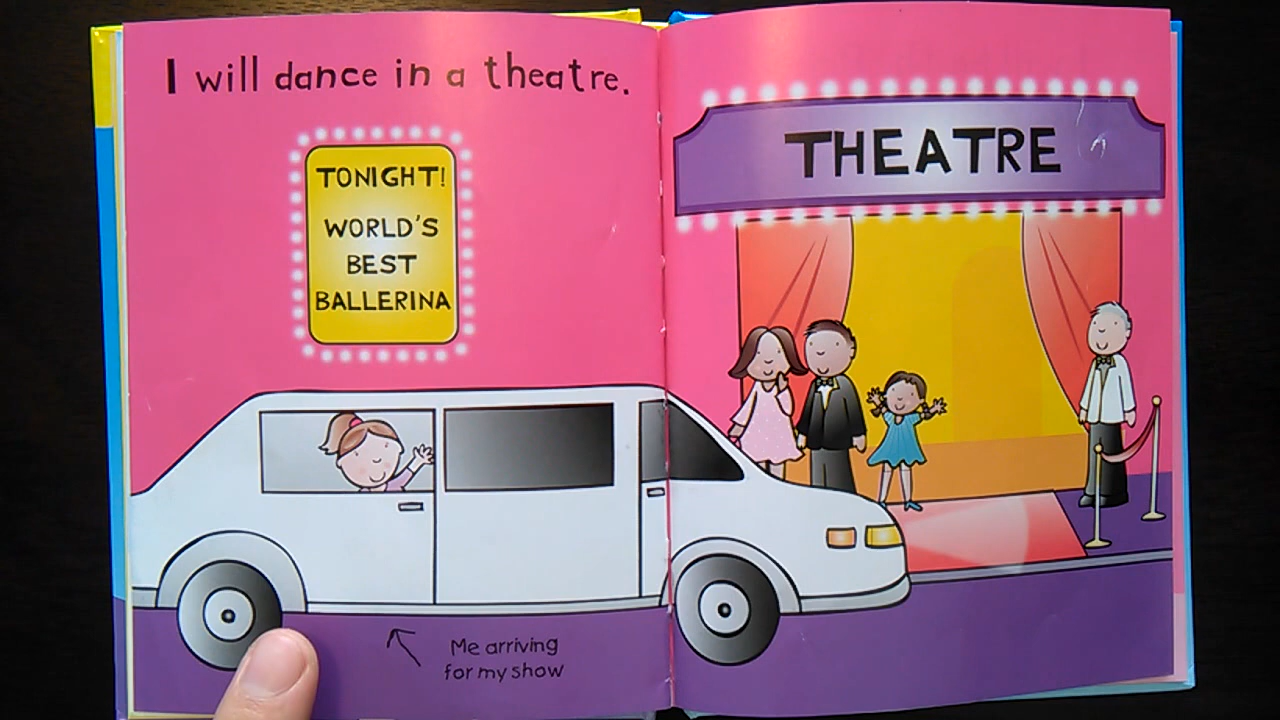 I will dance in a theatre.
TONIGHT!
WORLD'S
BEST
BALLERINA
Me arriving
for my show
THEATRE